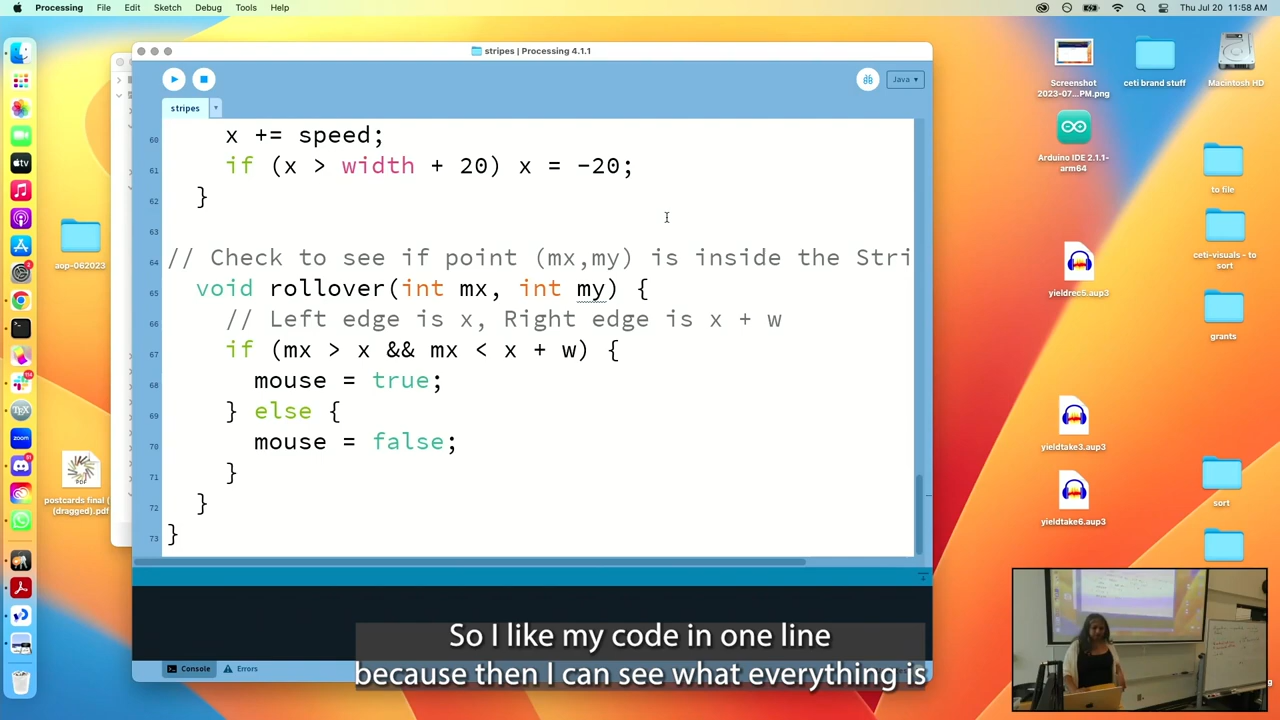 Processing File Edit Sketch Debug Tools Help
Thu Jul 20 11:58 AM
stripes | Processing 4.1.1
Java
stripes
60 x += speed;
61 if (x > width + 20) x = -20;
62 }
63
64 // Check to see if point (mx,my) is inside the Stri
65 void rollover(int mx, int my) {
66 // Left edge is x, Right edge is x + w
67 if (mx > x && mx < x + w) {
68 mouse = true;
69 } else {
70 mouse = false;
71 }
72 }
73 }
Console Errors
So I like my code in one line
because then I can see what everything is
aop-062023
postcards final (
(dragged).pdf
PDF
tv
TEX
zoom
Screenshot
2023-07...PM.png
ceti brand stuff
Macintosh HD
Arduino IDE 2.1.1-
arm64
to file
ceti-visuals - to
sort
yieldrec5.aup3
grants
yieldtake3.aup3
yieldtake6.aup3
sort